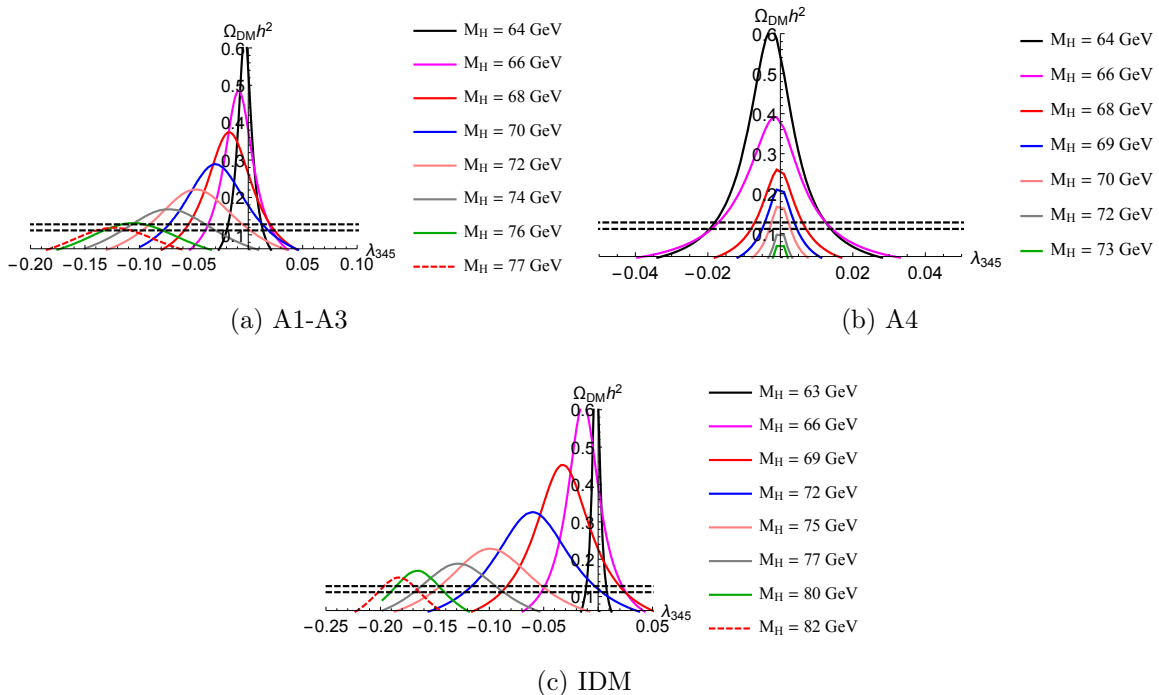 Ω_DM h²
0.6
0.5
0.4
0.3
0.2
0.1
−0.20 −0.15 −0.10 −0.05 0.05 0.10 λ₃₄₅
M_H = 64 GeV
M_H = 66 GeV
M_H = 68 GeV
M_H = 70 GeV
M_H = 72 GeV
M_H = 74 GeV
M_H = 76 GeV
M_H = 77 GeV
(a) A1-A3
Ω_DM h²
0.6
0.5
0.4
0.3
0.2
0.1
−0.04 −0.02 0.02 0.04 λ₃₄₅
M_H = 64 GeV
M_H = 66 GeV
M_H = 68 GeV
M_H = 69 GeV
M_H = 70 GeV
M_H = 72 GeV
M_H = 73 GeV
(b) A4
Ω_DM h²
0.6
0.5
0.4
0.3
0.2
0.1
−0.25 −0.20 −0.15 −0.10 −0.05 0.05 λ₃₄₅
M_H = 63 GeV
M_H = 66 GeV
M_H = 69 GeV
M_H = 72 GeV
M_H = 75 GeV
M_H = 77 GeV
M_H = 80 GeV
M_H = 82 GeV
(c) IDM